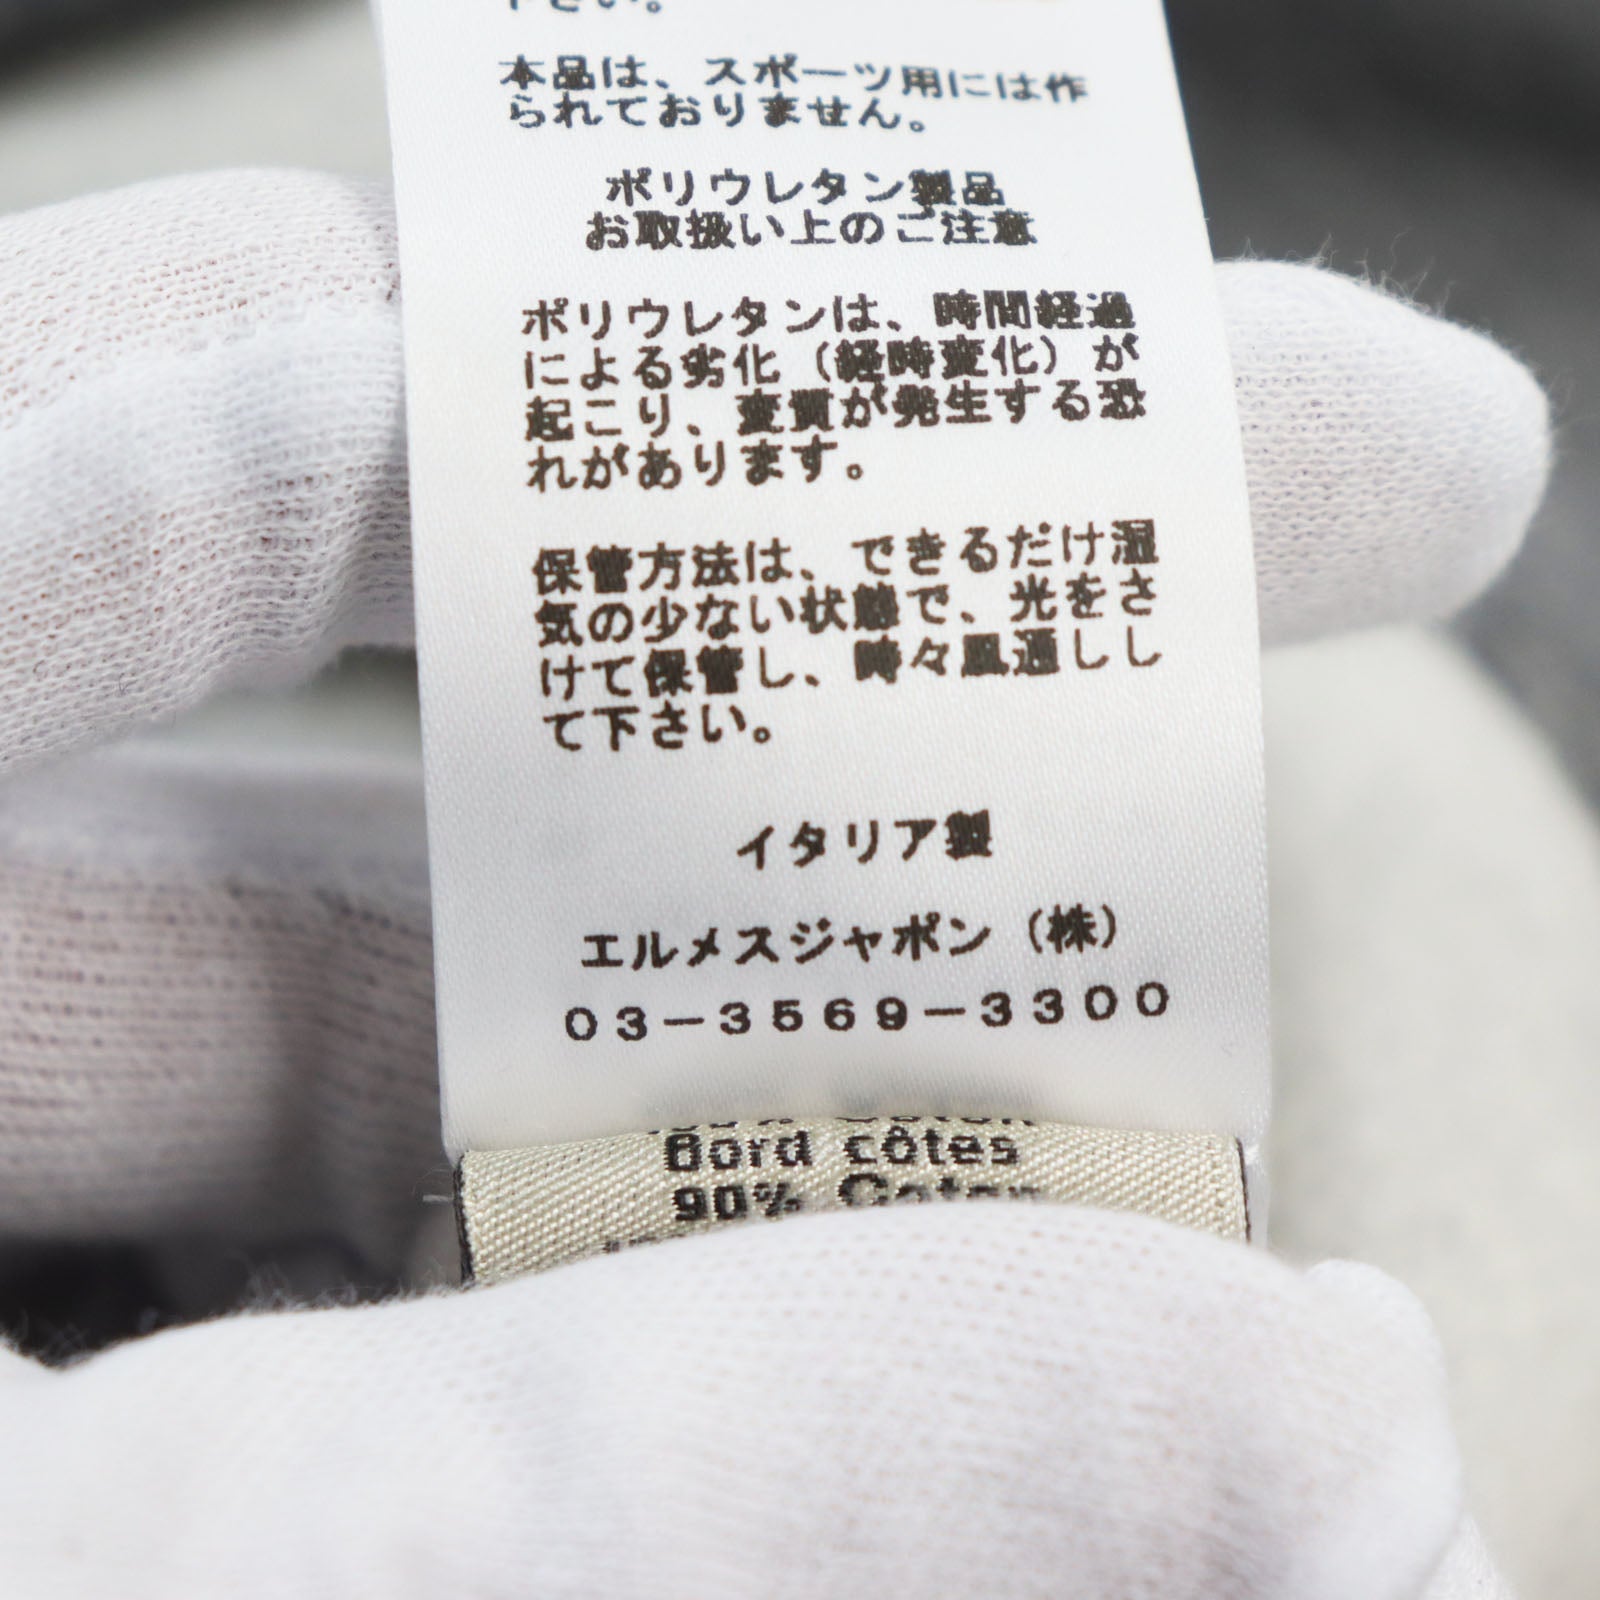 下さい。
本品は、スポーツ用には作
られておりません。
ポリウレタン製品
お取扱い上のご注意
ポリウレタンは、時間経過
による劣化（経時変化）が
起こり、変質が発生する恐
れがあります。
保管方法は、できるだけ湿
気の少ない状態で、光をさ
けて保管し、時々風通しし
て下さい。
イタリア製
エルメスジャポン（株）
03-3569-3300
Bord côtes
90% Coton